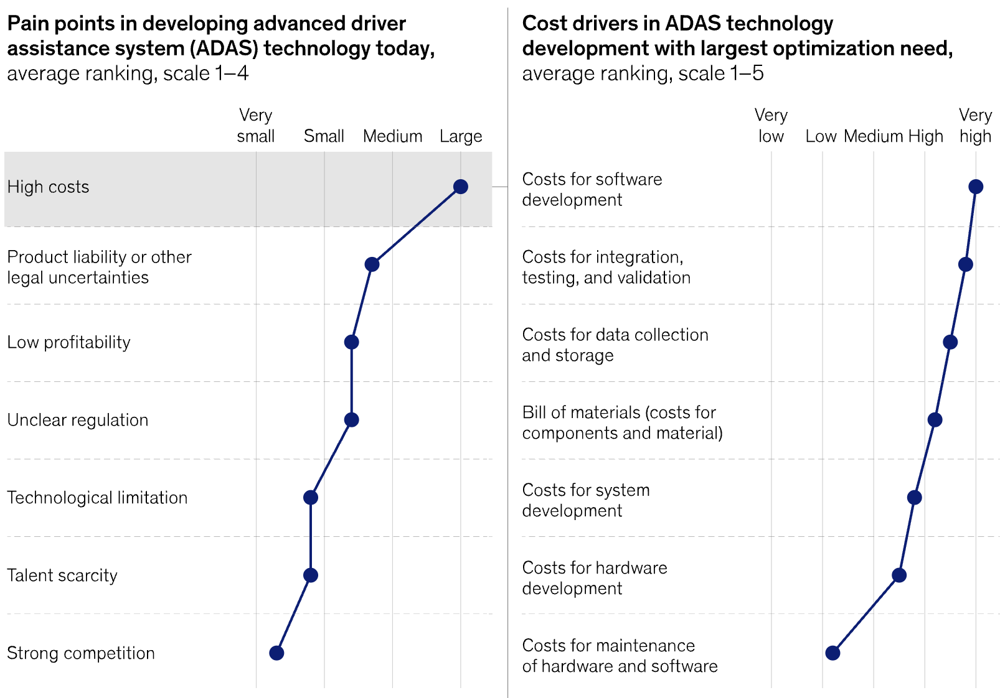 Pain points in developing advanced driver
assistance system (ADAS) technology today,
average ranking, scale 1–4
Very
small
Small
Medium
Large
High costs
Product liability or other
legal uncertainties
Low profitability
Unclear regulation
Technological limitation
Talent scarcity
Strong competition
Cost drivers in ADAS technology
development with largest optimization need,
average ranking, scale 1–5
Very
low
Low
Medium
High
Very
high
Costs for software
development
Costs for integration,
testing, and validation
Costs for data collection
and storage
Bill of materials (costs for
components and material)
Costs for system
development
Costs for hardware
development
Costs for maintenance
of hardware and software